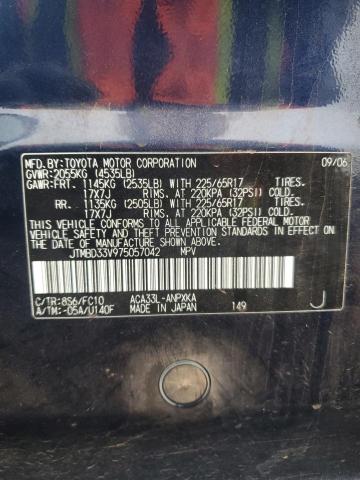 MFD.BY:TOYOTA MOTOR CORPORATION 09/06
GVWR:2055KG (4535LB)
GAWR:FRT. 1145KG (2535LB) WITH 225/65R17 TIRES.
17X7J RIMS, AT 220KPA (32PSI) COLD.
RR. 1135KG (2505LB) WITH 225/65R17 TIRES.
17X7J RIMS, AT 220KPA (32PSI) COLD.
THIS VEHICLE CONFORMS TO ALL APPLICABLE FEDERAL MOTOR
VEHICLE SAFETY STANDARDS IN EFFECT ON THE DATE OF
MANUFACTURE SHOWN ABOVE.
JTMBD33V975057042 MPV
C/TR:8S6/FC10 ACA33L-ANPXKA
A/TM:-05A/U140F MADE IN JAPAN 149 J